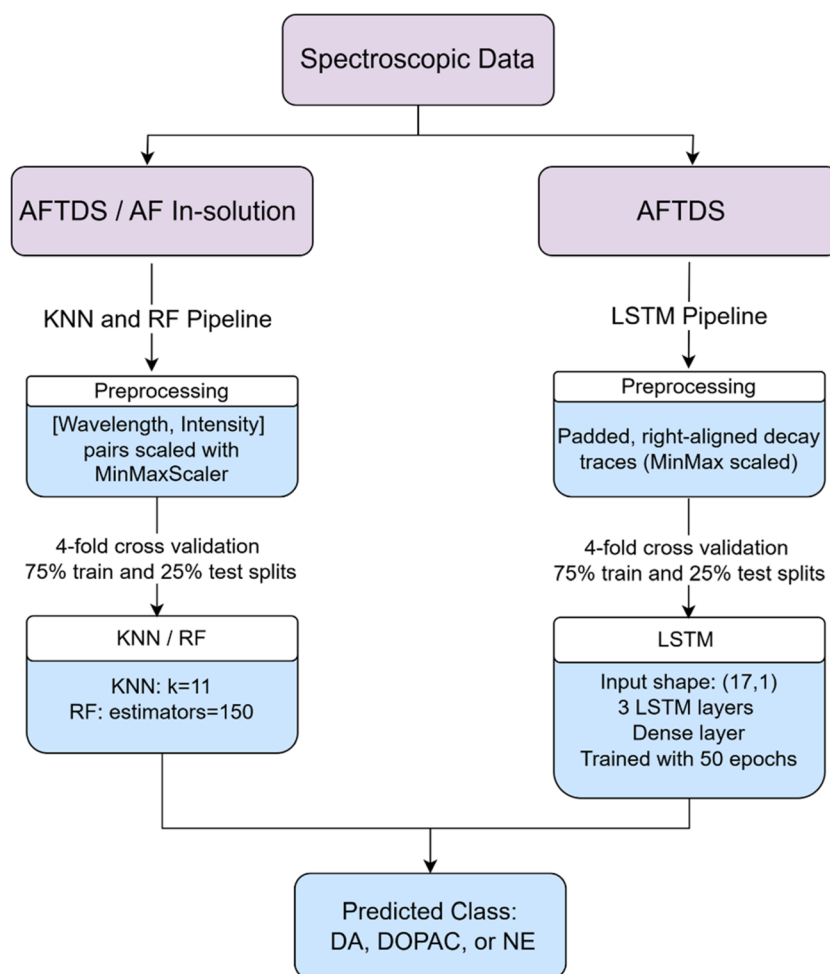 Spectroscopic Data
AFTDS / AF In-solution
KNN and RF Pipeline
Preprocessing
[Wavelength, Intensity]
pairs scaled with
MinMaxScaler
4-fold cross validation
75% train and 25% test splits
KNN / RF
KNN: k=11
RF: estimators=150
AFTDS
LSTM Pipeline
Preprocessing
Padded, right-aligned decay
traces (MinMax scaled)
4-fold cross validation
75% train and 25% test splits
LSTM
Input shape: (17,1)
3 LSTM layers
Dense layer
Trained with 50 epochs
Predicted Class:
DA, DOPAC, or NE